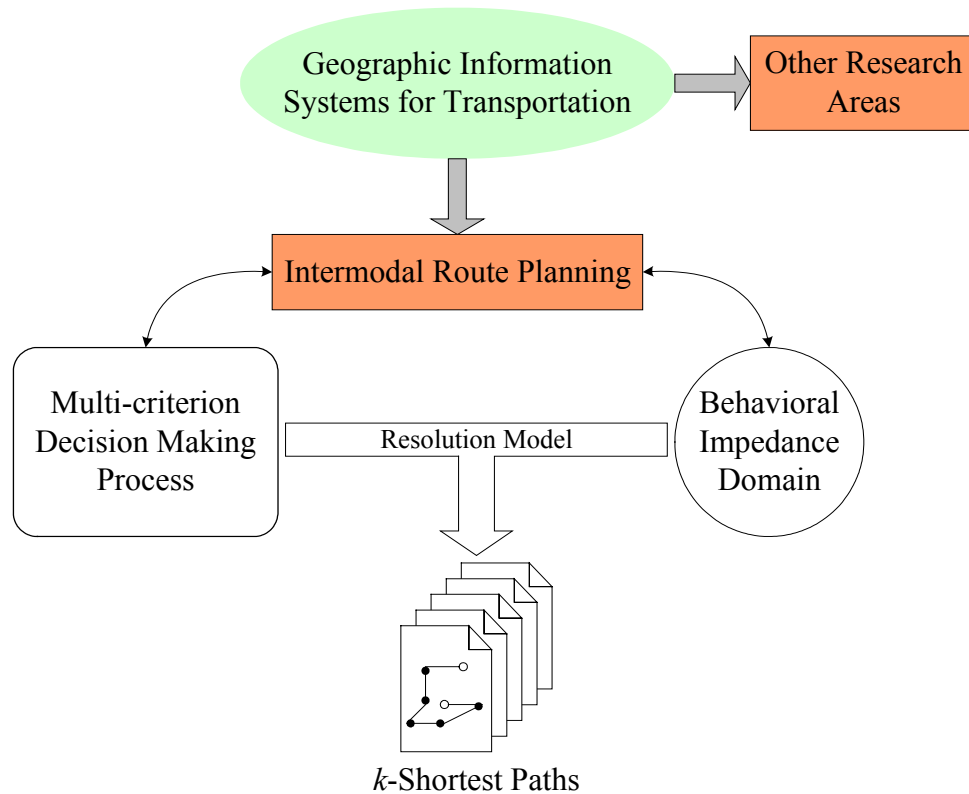 Geographic Information
Systems for Transportation
Other Research
Areas
Intermodal Route Planning
Multi-criterion
Decision Making
Process
Resolution Model
Behavioral
Impedance
Domain
k-Shortest Paths